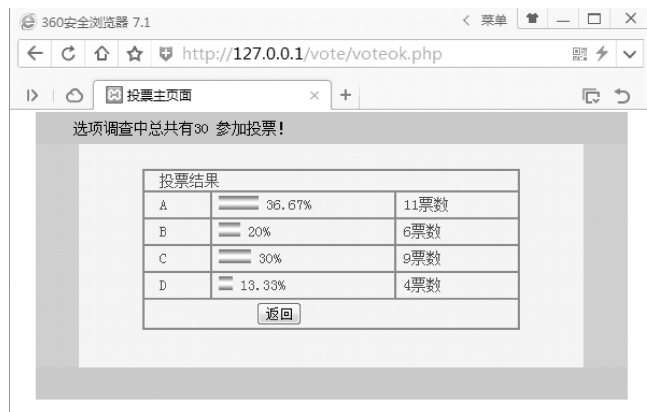 360安全浏览器 7.1
菜单
http://127.0.0.1/vote/voteok.php
投票主页面
选项调查中总共有30 参加投票!
投票结果
A 36.67% 11票数
B 20% 6票数
C 30% 9票数
D 13.33% 4票数
返回